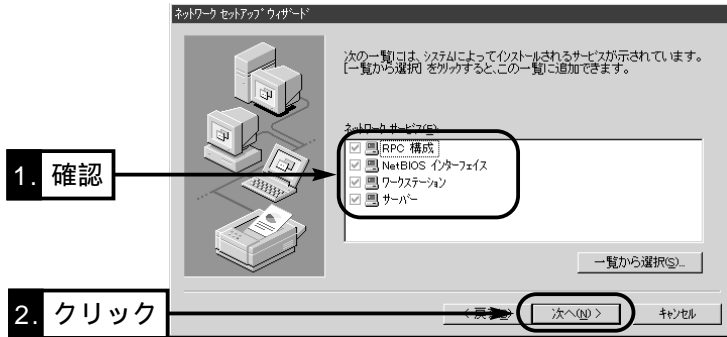 ネットワーク セットアップ ウィザード
次の一覧には、システムによってインストールされるサービスが示されています。
[一覧から選択] をクリックすると、この一覧に追加できます。
ネットワーク サービス(E):
RPC 構成
NetBIOS インターフェイス
ワークステーション
サーバー
1. 確認
一覧から選択(S)...
2. クリック
< 戻
次へ(N) >
キャンセル